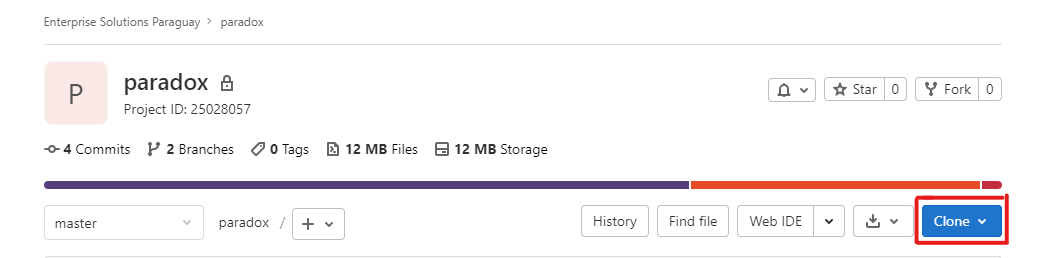 Enterprise Solutions Paraguay > paradox
P
paradox
Project ID: 25028057
Star 0 Fork 0
4 Commits 2 Branches 0 Tags 12 MB Files 12 MB Storage
master paradox / + History Find file Web IDE Clone